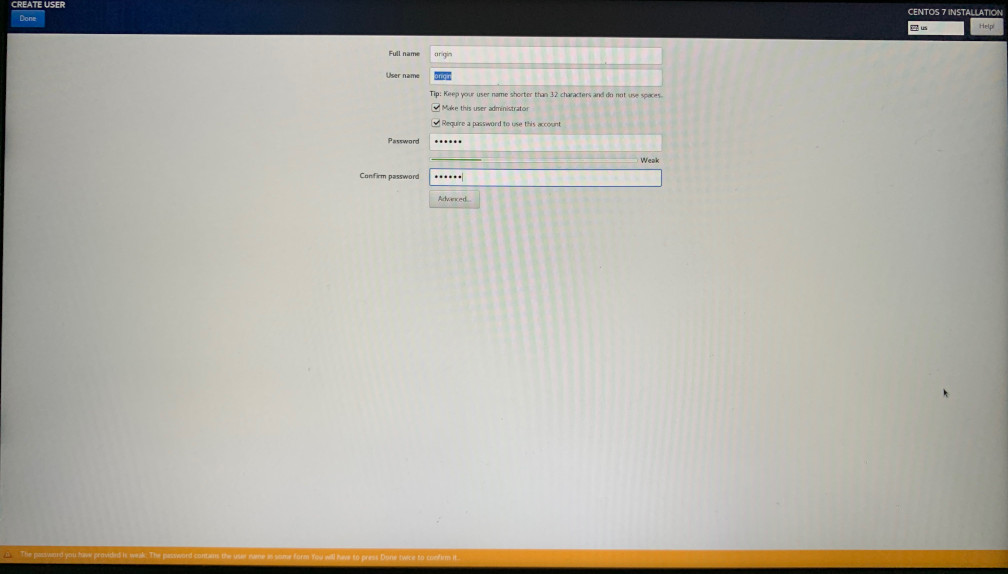 CREATE USER
CENTOS 7 INSTALLATION
Done
us
Help!
Full name
origin
User name
origin
Tip: Keep your user name shorter than 32 characters and do not use spaces.
Make this user administrator
Require a password to use this account
Password
••••••
Weak
Confirm password
••••••
Advanced...
The password you have provided is weak: The password contains the user name in some form You will have to press Done twice to confirm it.